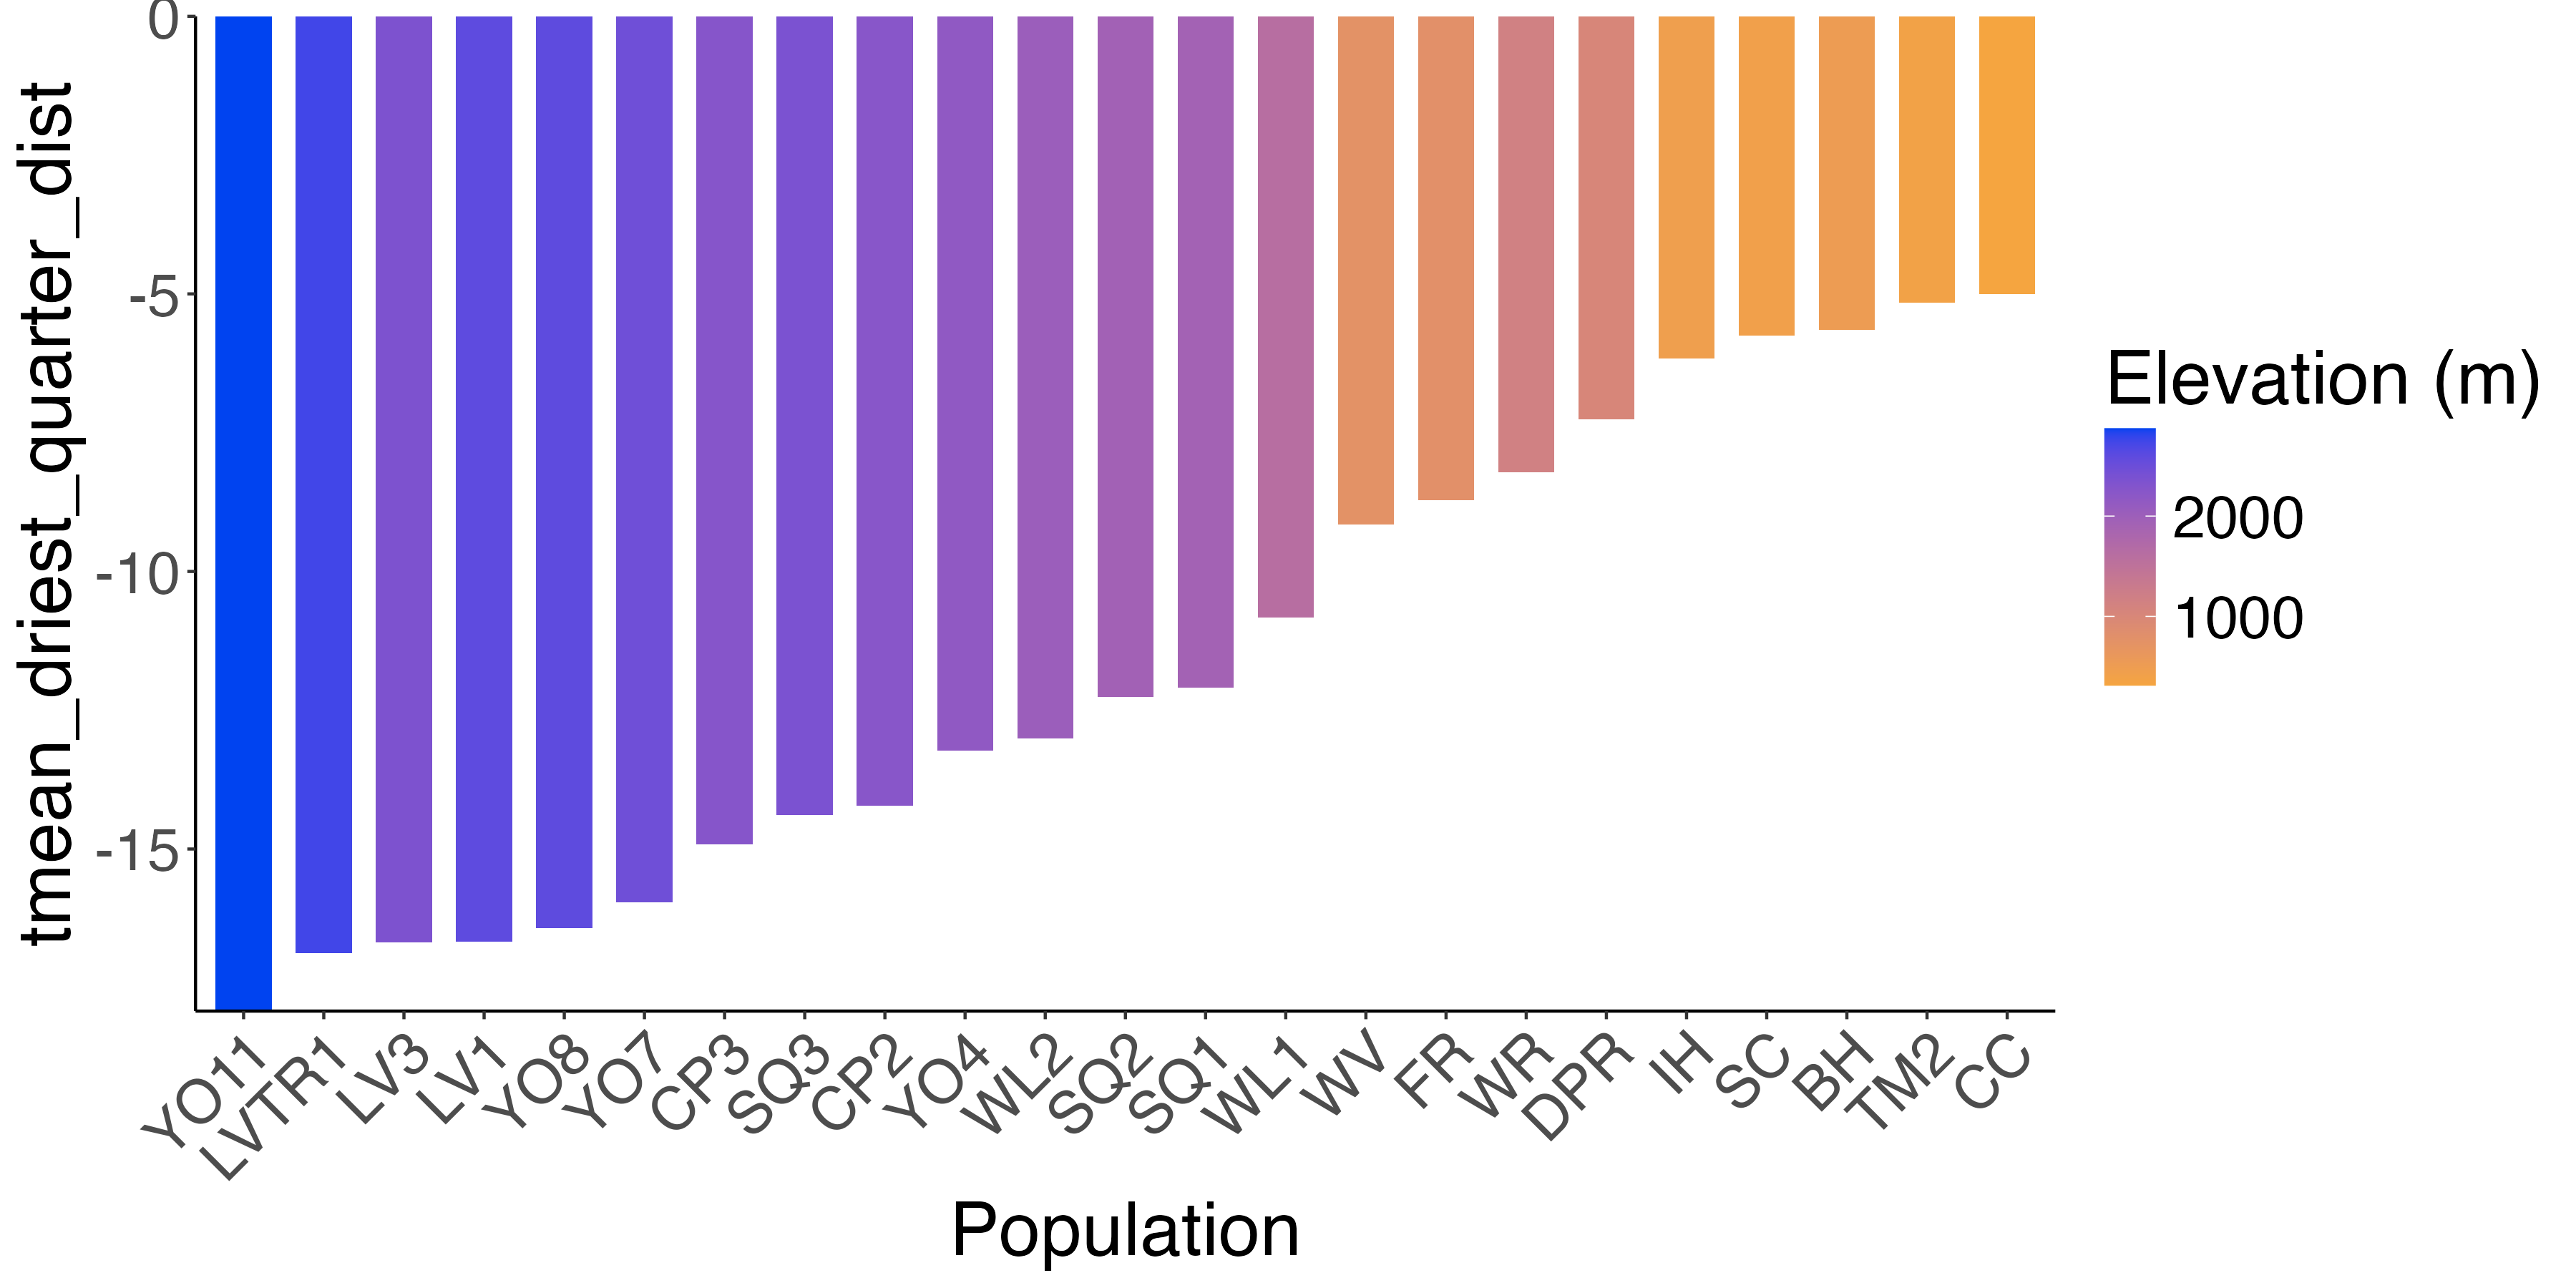 tmean_driest_quarter_dist
0
-5
-10
-15
YO11
LVTR1
LV3
LV1
YO8
YO7
CP3
SQ3
CP2
YO4
WL2
SQ2
SQ1
WL1
WV
FR
WR
DPR
IH
SC
BH
TM2
CC
Population
Elevation (m)
2000
1000